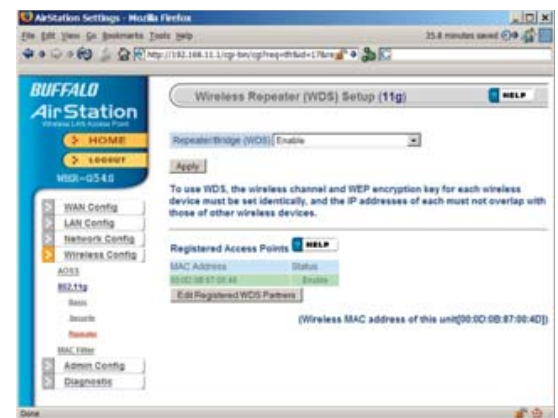 AirStation Settings - Mozilla Firefox
File Edit View Go Bookmarks Tools Help
35.8 minutes saved
BUFFALO
AirStation
HOME
LOGOUT
WAN Config
LAN Config
Network Config
Wireless Config
AOSS
802.11g
Basic
Security
Repeater
MAC Filter
Admin Config
Diagnostic
Wireless Repeater (WDS) Setup (11g)
HELP
Repeater/Bridge (WDS) Enable
Apply
To use WDS, the wireless channel and WEP encryption key for each wireless
device must be set identically, and the IP addresses of each must not overlap with
those of other wireless devices.
Registered Access Points HELP
MAC Address Status
Enable
Edit Registered WDS Partners
(Wireless MAC address of this unit[00:0D:0B:87:00:4D])
Done